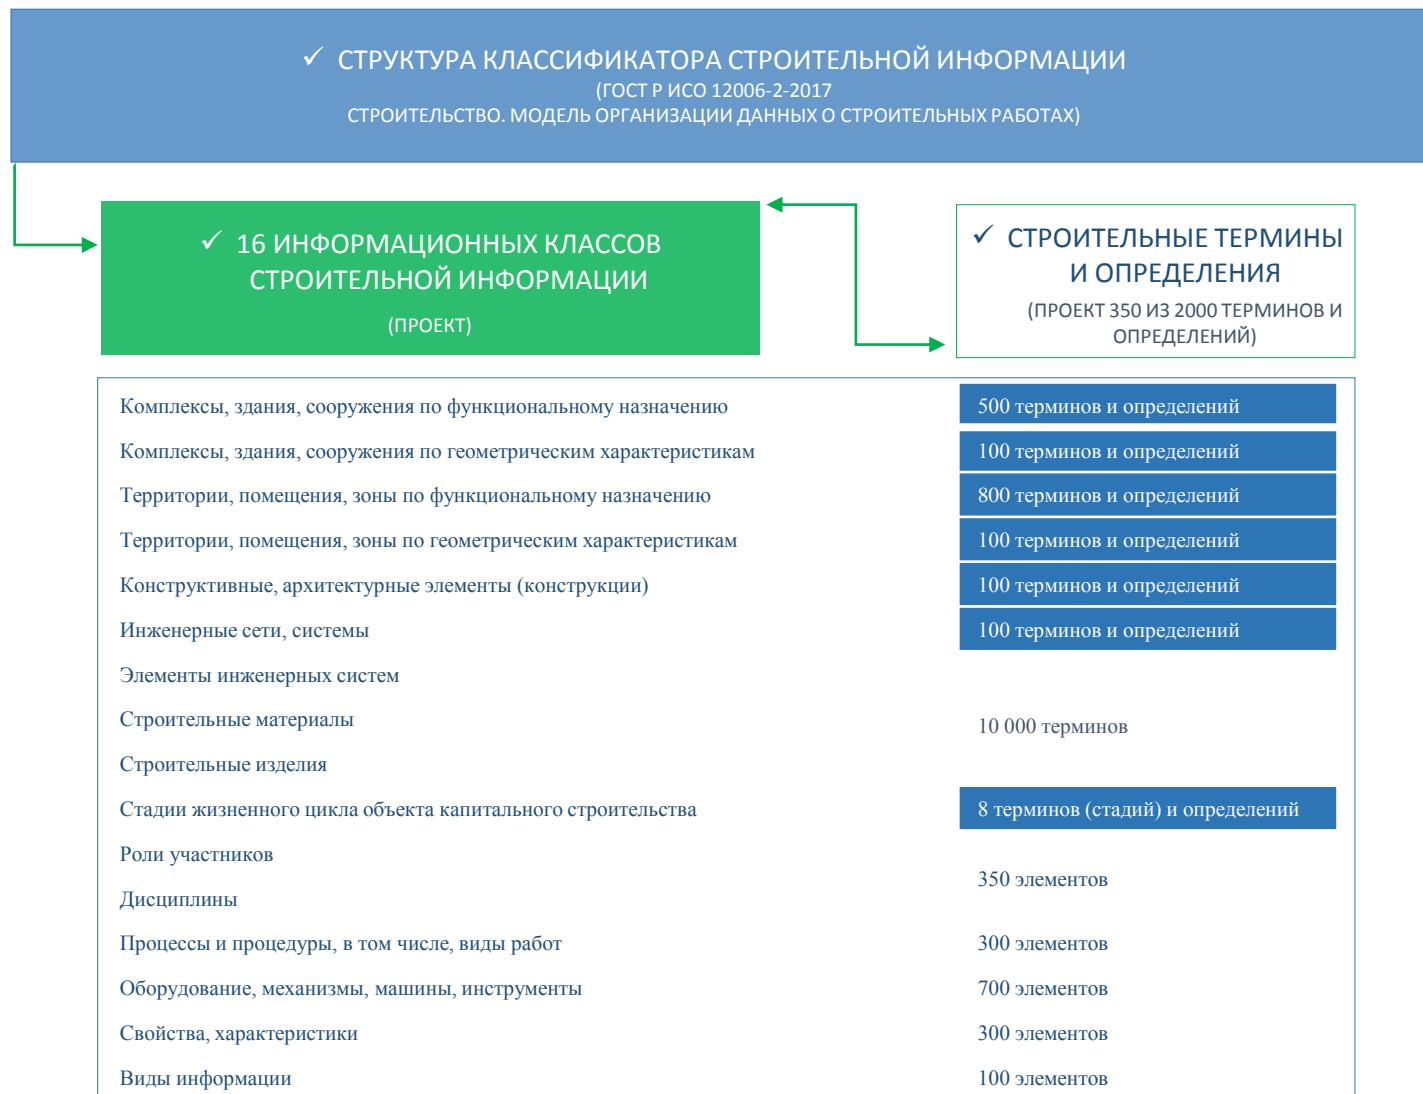 ✓ СТРУКТУРА КЛАССИФИКАТОРА СТРОИТЕЛЬНОЙ ИНФОРМАЦИИ
(ГОСТ Р ИСО 12006-2-2017
СТРОИТЕЛЬСТВО. МОДЕЛЬ ОРГАНИЗАЦИИ ДАННЫХ О СТРОИТЕЛЬНЫХ РАБОТАХ)
✓ 16 ИНФОРМАЦИОННЫХ КЛАССОВ
СТРОИТЕЛЬНОЙ ИНФОРМАЦИИ
(ПРОЕКТ)
✓ СТРОИТЕЛЬНЫЕ ТЕРМИНЫ
И ОПРЕДЕЛЕНИЯ
(ПРОЕКТ 350 ИЗ 2000 ТЕРМИНОВ И
ОПРЕДЕЛЕНИЙ)
Комплексы, здания, сооружения по функциональному назначению
500 терминов и определений
Комплексы, здания, сооружения по геометрическим характеристикам
100 терминов и определений
Территории, помещения, зоны по функциональному назначению
800 терминов и определений
Территории, помещения, зоны по геометрическим характеристикам
100 терминов и определений
Конструктивные, архитектурные элементы (конструкции)
100 терминов и определений
Инженерные сети, системы
100 терминов и определений
Элементы инженерных систем
Строительные материалы
10 000 терминов
Строительные изделия
Стадии жизненного цикла объекта капитального строительства
8 терминов (стадий) и определений
Роли участников
350 элементов
Дисциплины
Процессы и процедуры, в том числе, виды работ
300 элементов
Оборудование, механизмы, машины, инструменты
700 элементов
Свойства, характеристики
300 элементов
Виды информации
100 элементов